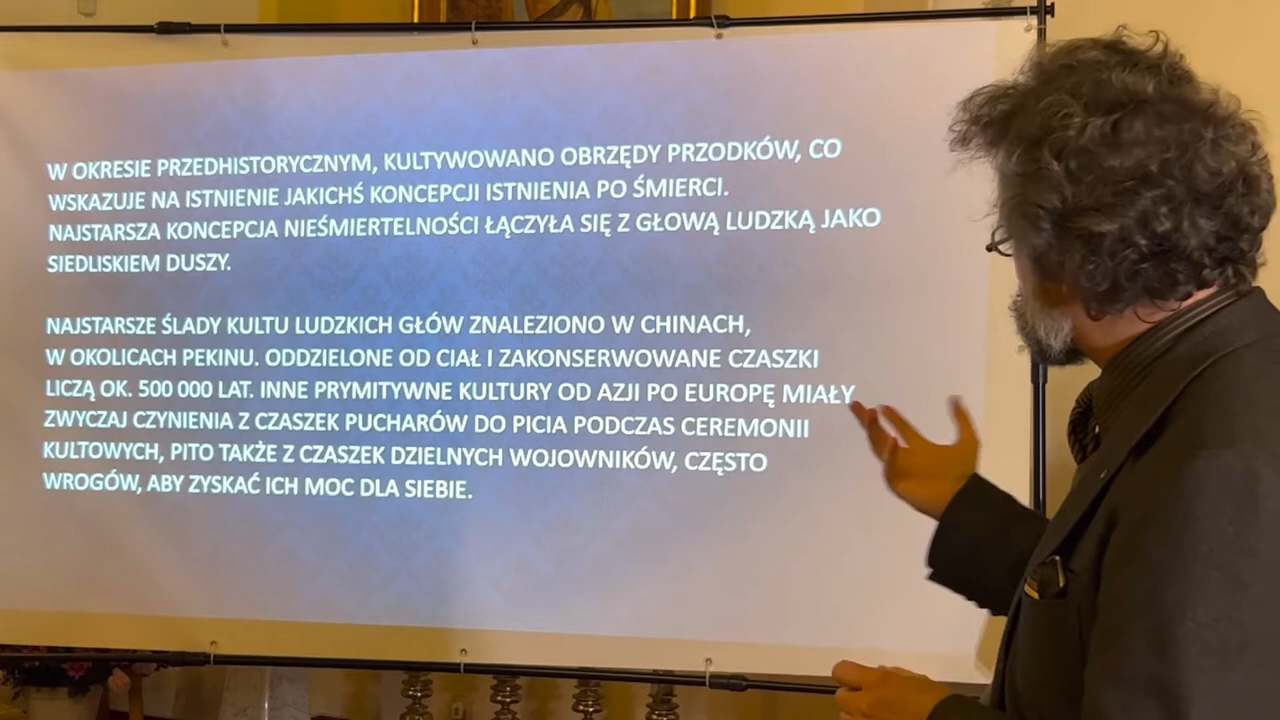 W OKRESIE PRZEDHISTORYCZNYM, KULTYWOWANO OBRZĘDY PRZODKÓW, CO
WSKAZUJE NA ISTNIENIE JAKICHŚ KONCEPCJI ISTNIENIA PO ŚMIERCI.
NAJSTARSZA KONCEPCJA NIEŚMIERTELNOŚCI ŁĄCZYŁA SIĘ Z GŁOWĄ LUDZKĄ JAKO
SIEDLISKIEM DUSZY.
NAJSTARSZE ŚLADY KULTU LUDZKICH GŁÓW ZNALEZIONO W CHINACH,
W OKOLICACH PEKINU. ODDZIELONE OD CIAŁ I ZAKONSERWOWANE CZASZKI
LICZĄ OK. 500 000 LAT. INNE PRYMITYWNE KULTURY OD AZJI PO EUROPĘ MIAŁY
ZWYCZAJ CZYNIENIA Z CZASZEK PUCHARÓW DO PICIA PODCZAS CEREMONII
KULTOWYCH, PITO TAKŻE Z CZASZEK DZIELNYCH WOJOWNIKÓW, CZĘSTO
WROGÓW, ABY ZYSKAĆ ICH MOC DLA SIEBIE.